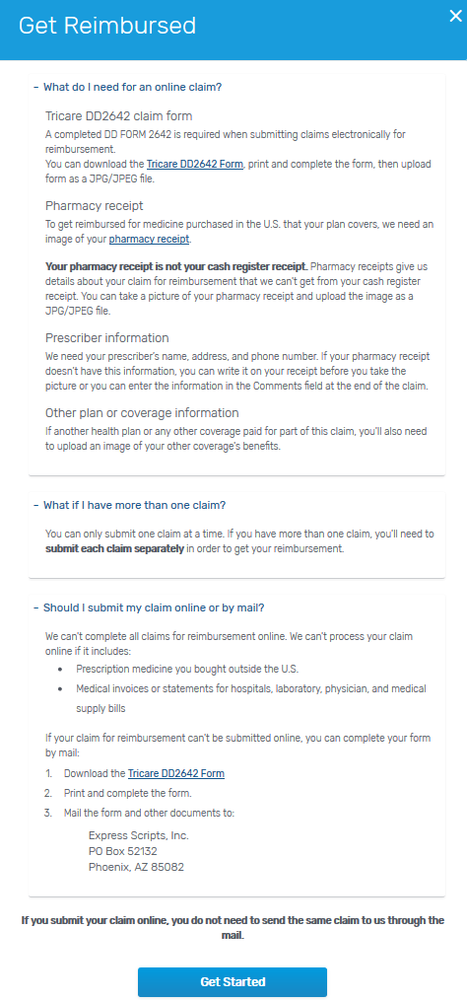 Get Reimbursed
– What do I need for an online claim?
Tricare DD2642 claim form
A completed DD FORM 2642 is required when submitting claims electronically for
reimbursement.
You can download the Tricare DD2642 Form, print and complete the form, then upload
form as a JPG/JPEG file.
Pharmacy receipt
To get reimbursed for medicine purchased in the U.S. that your plan covers, we need an
image of your pharmacy receipt.
Your pharmacy receipt is not your cash register receipt. Pharmacy receipts give us
details about your claim for reimbursement that we can't get from your cash register
receipt. You can take a picture of your pharmacy receipt and upload the image as a
JPG/JPEG file.
Prescriber information
We need your prescriber's name, address, and phone number. If your pharmacy receipt
doesn't have this information, you can write it on your receipt before you take the
picture or you can enter the information in the Comments field at the end of the claim.
Other plan or coverage information
If another health plan or any other coverage paid for part of this claim, you'll also need
to upload an image of your other coverage's benefits.
– What if I have more than one claim?
You can only submit one claim at a time. If you have more than one claim, you'll need to
submit each claim separately in order to get your reimbursement.
– Should I submit my claim online or by mail?
We can't complete all claims for reimbursement online. We can't process your claim
online if it includes:
• Prescription medicine you bought outside the U.S.
• Medical invoices or statements for hospitals, laboratory, physician, and medical
supply bills
If your claim for reimbursement can't be submitted online, you can complete your form
by mail:
1. Download the Tricare DD2642 Form
2. Print and complete the form.
3. Mail the form and other documents to:
Express Scripts, Inc.
PO Box 52132
Phoenix, AZ 85082
If you submit your claim online, you do not need to send the same claim to us through the
mail.
Get Started